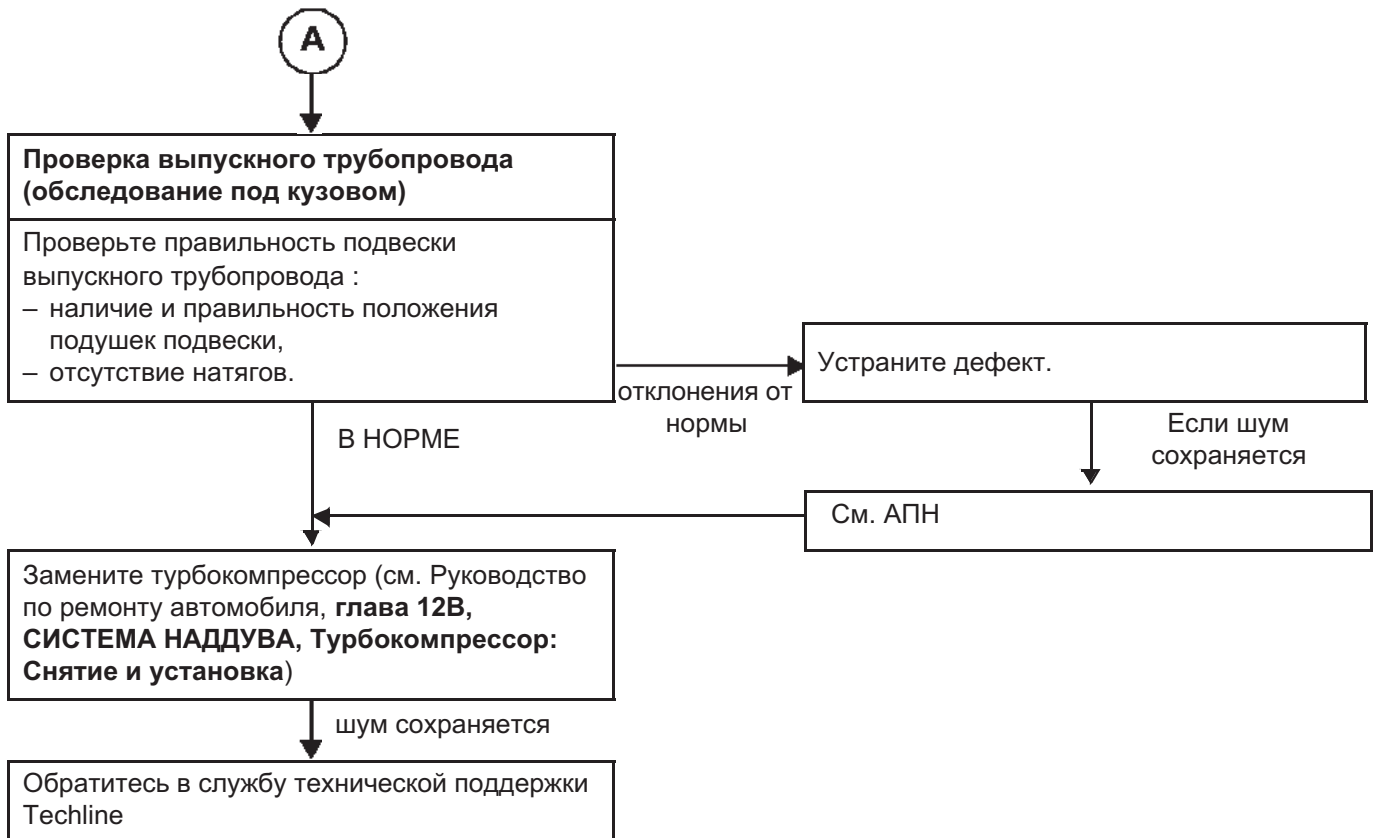 А
Проверка выпускного трубопровода
(обследование под кузовом)
Проверьте правильность подвески
выпускного трубопровода :
– наличие и правильность положения
подушек подвески,
– отсутствие натягов.
отклонения от
нормы
Устраните дефект.
В НОРМЕ
Если шум
сохраняется
См. АПН
Замените турбокомпрессор (см. Руководство
по ремонту автомобиля, глава 12В,
СИСТЕМА НАДДУВА, Турбокомпрессор:
Снятие и установка)
шум сохраняется
Обратитесь в службу технической поддержки
Techline